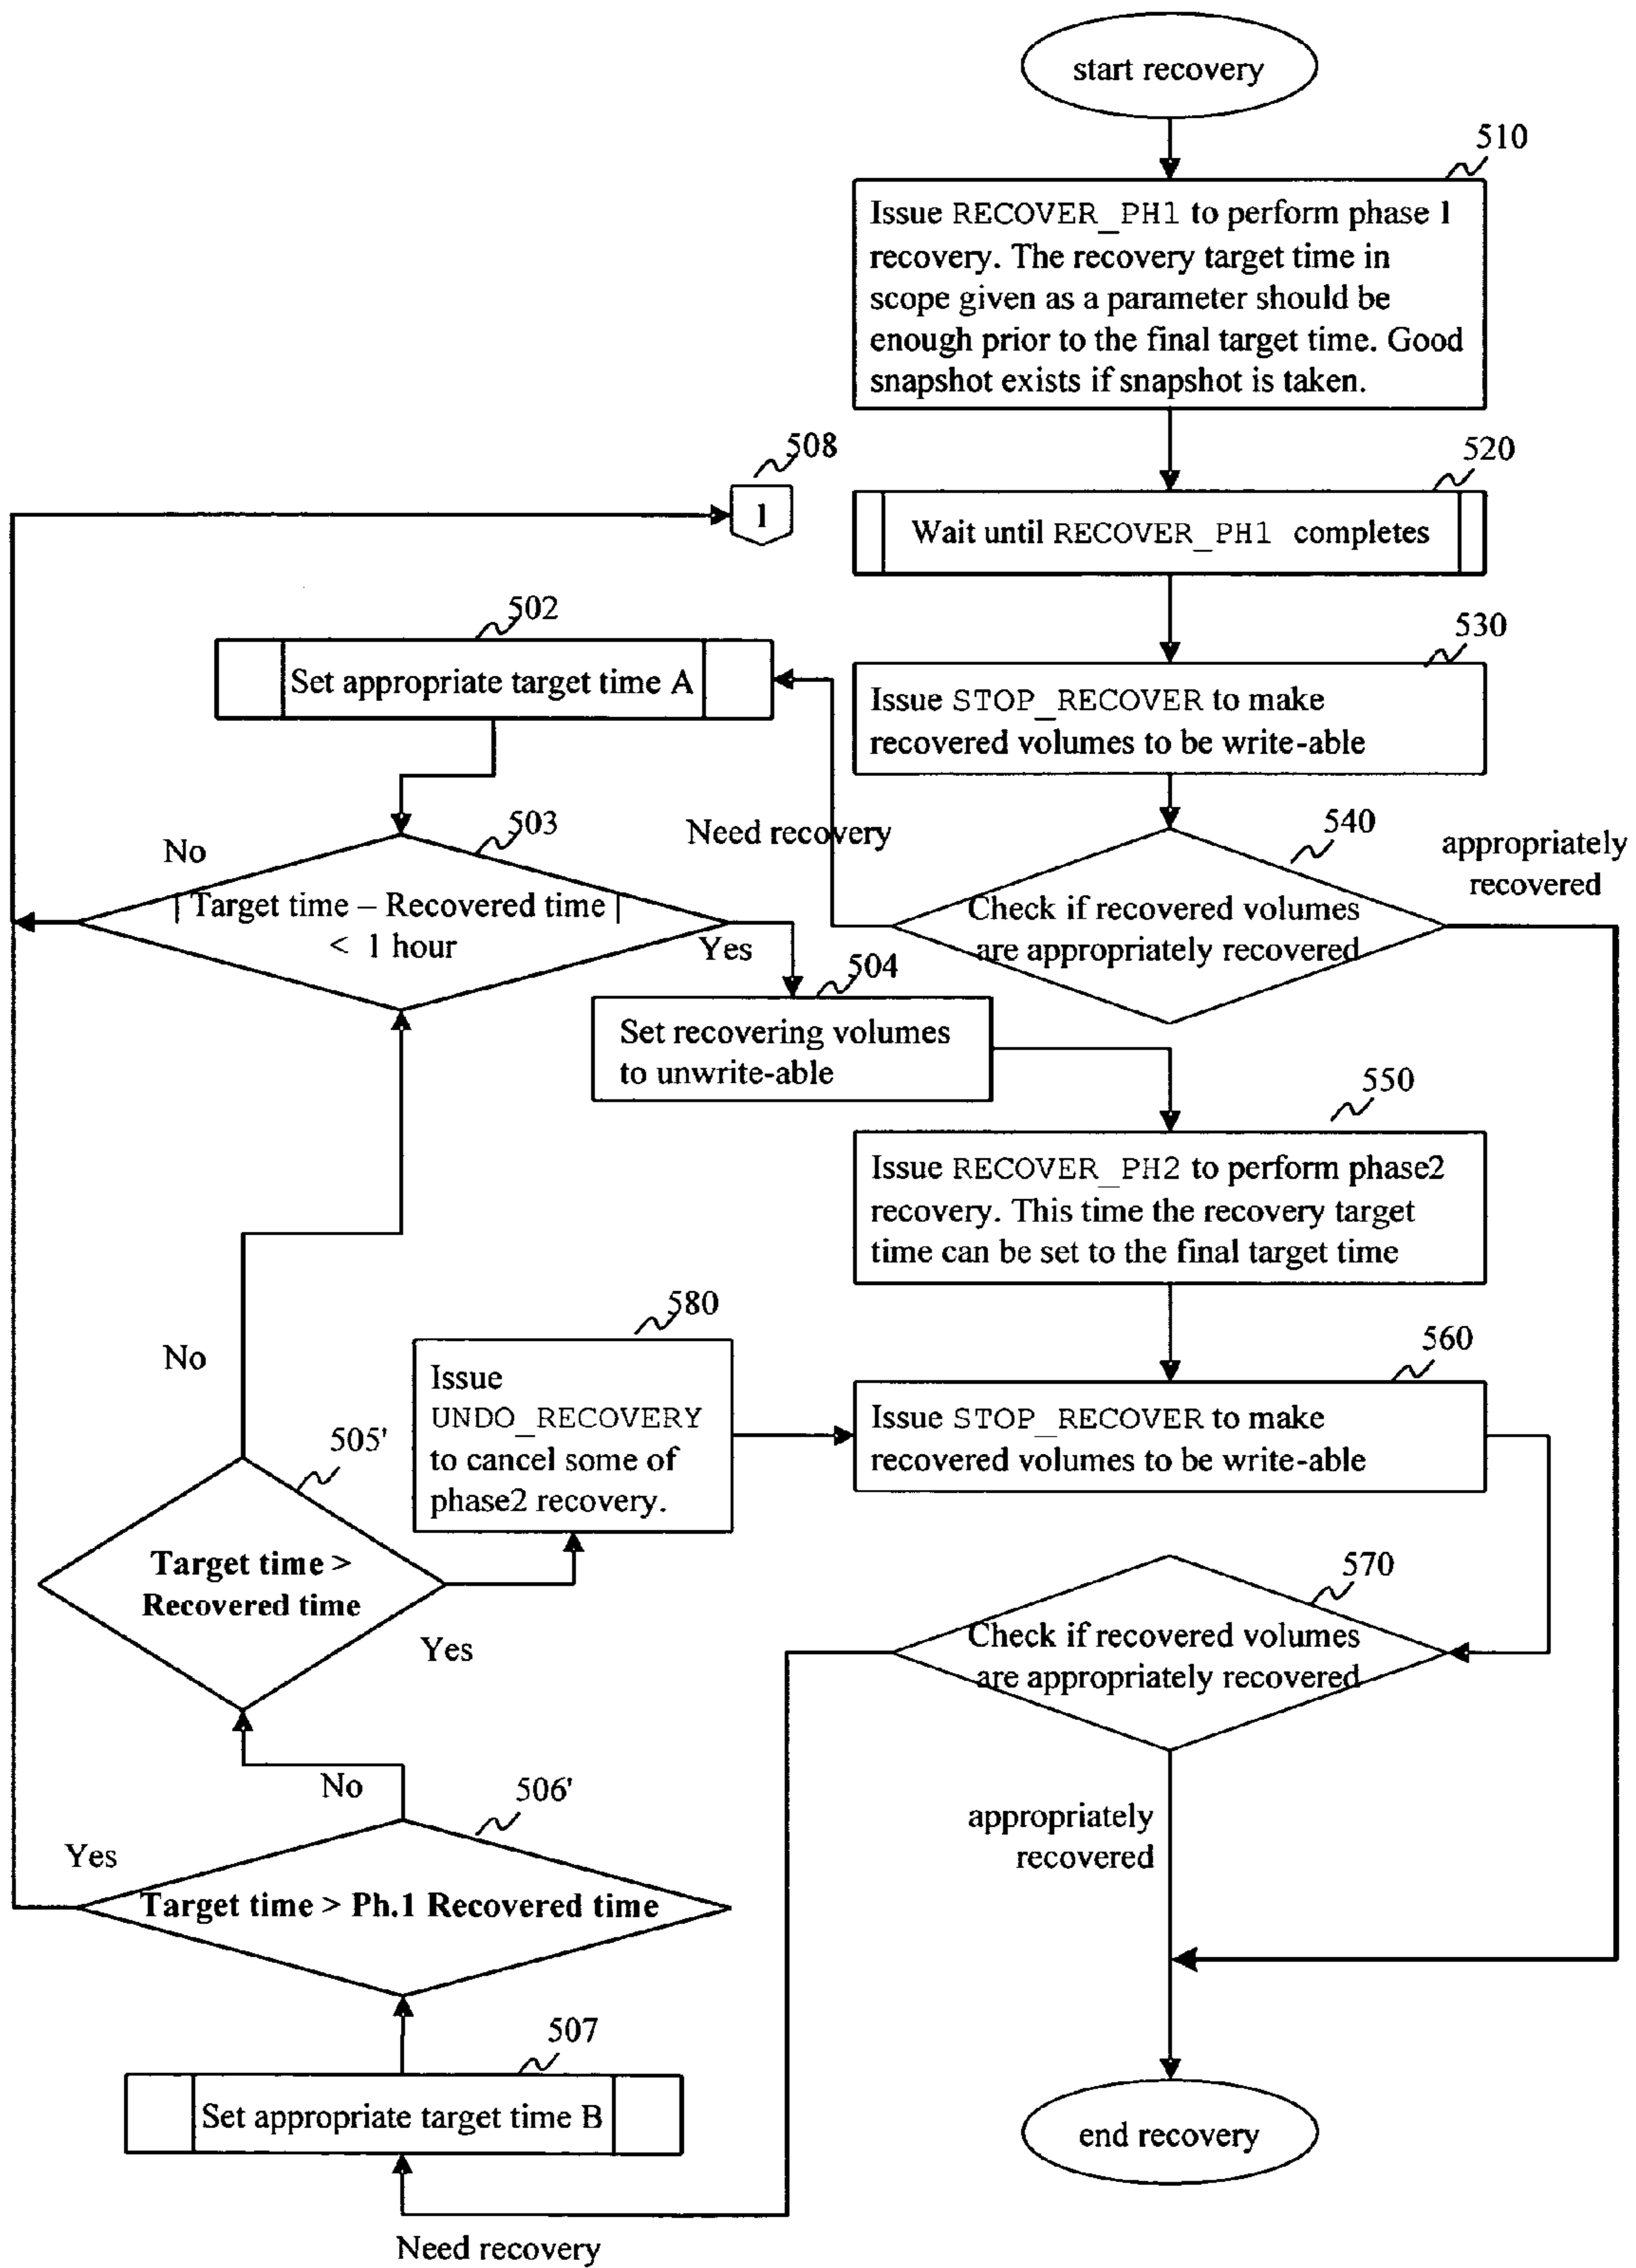 start recovery
510
Issue RECOVER_PH1 to perform phase 1
recovery. The recovery target time in
scope given as a parameter should be
enough prior to the final target time. Good
snapshot exists if snapshot is taken.
508
1
520
Wait until RECOVER_PH1 completes
502
Set appropriate target time A
530
Issue STOP_RECOVER to make
recovered volumes to be write-able
503
No
| Target time – Recovered time |
< 1 hour
Yes
Need recovery
540
appropriately
recovered
Check if recovered volumes
are appropriately recovered
504
Set recovering volumes
to unwrite-able
550
Issue RECOVER_PH2 to perform phase2
recovery. This time the recovery target
time can be set to the final target time
580
Issue
UNDO_RECOVERY
to cancel some of
phase2 recovery.
560
Issue STOP_RECOVER to make
recovered volumes to be write-able
No
505'
Target time >
Recovered time
Yes
570
Check if recovered volumes
are appropriately recovered
No
506'
Yes
Target time > Ph.1 Recovered time
appropriately
recovered
507
Set appropriate target time B
Need recovery
end recovery